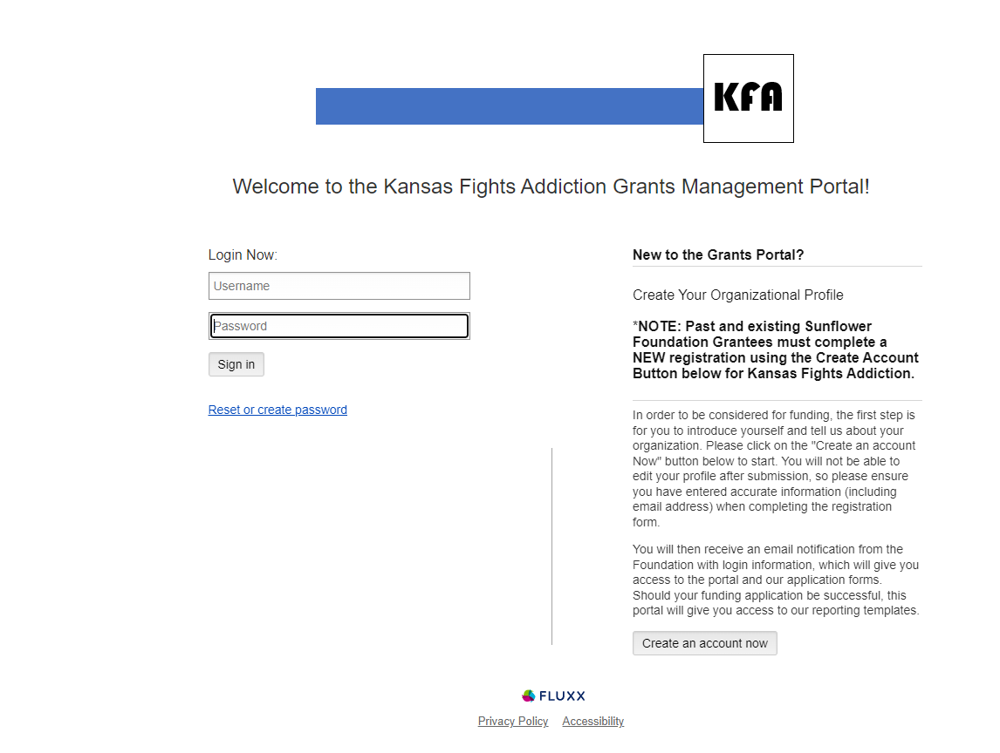 KFA
Welcome to the Kansas Fights Addiction Grants Management Portal!
Login Now:
Username
Password
Sign in
Reset or create password
New to the Grants Portal?
Create Your Organizational Profile
*NOTE: Past and existing Sunflower
Foundation Grantees must complete a
NEW registration using the Create Account
Button below for Kansas Fights Addiction.
In order to be considered for funding, the first step is
for you to introduce yourself and tell us about your
organization. Please click on the "Create an account
Now" button below to start. You will not be able to
edit your profile after submission, so please ensure
you have entered accurate information (including
email address) when completing the registration
form.
You will then receive an email notification from the
Foundation with login information, which will give you
access to the portal and our application forms.
Should your funding application be successful, this
portal will give you access to our reporting templates.
Create an account now
FLUXX
Privacy Policy Accessibility